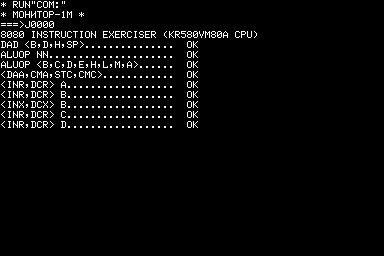 * RUN"COM:"
* МОНИТОР-1М *
===>J0000
8080 INSTRUCTION EXERCISER (KR580VM80A CPU)
DAD <B,D,H,SP>............... OK
ALUOP NN..................... OK
ALUOP <B,C,D,E,H,L,M,A>...... OK
<DAA,CMA,STC,CMC>............ OK
<INR,DCR> A.................. OK
<INR,DCR> B.................. OK
<INX,DCX> B.................. OK
<INR,DCR> C.................. OK
<INR,DCR> D.................. OK